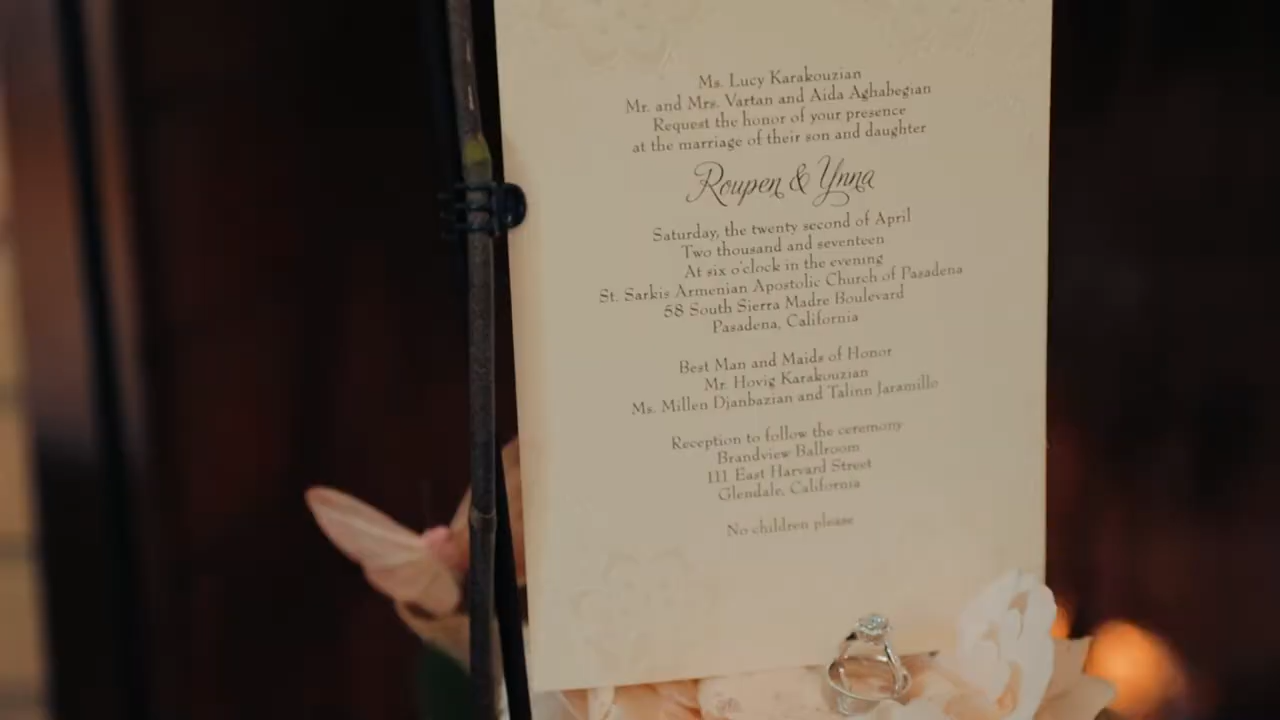 Ms. Lucy Karakouzian
Mr. and Mrs. Vartan and Aida Aghabegian
Request the honor of your presence
at the marriage of their son and daughter
Roupen & Ynna
Saturday, the twenty second of April
Two thousand and seventeen
At six o'clock in the evening
St. Sarkis Armenian Apostolic Church of Pasadena
58 South Sierra Madre Boulevard
Pasadena, California
Best Man and Maids of Honor
Mr. Hovig Karakouzian
Ms. Millen Djanbazian and Talinn Jaramillo
Reception to follow the ceremony
Brandview Ballroom
111 East Harvard Street
Glendale, California
No children please